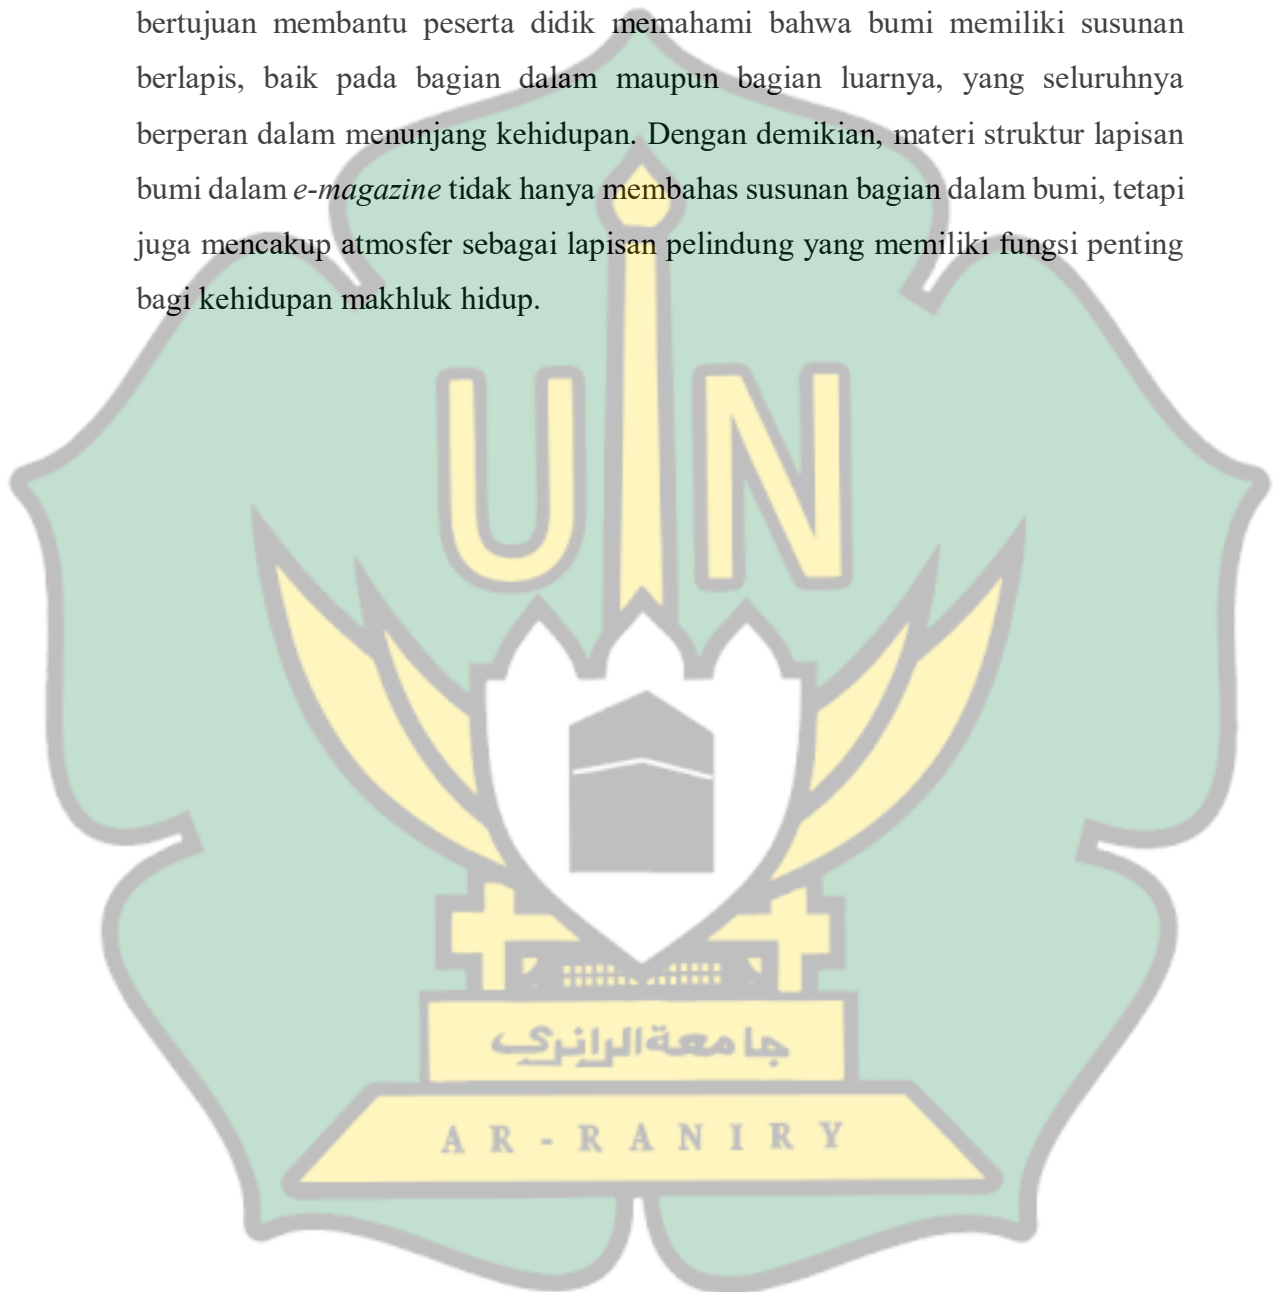 bertujuan membantu peserta didik memahami bahwa bumi memiliki susunan
berlapis, baik pada bagian dalam maupun bagian luarnya, yang seluruhnya
berperan dalam menunjang kehidupan. Dengan demikian, materi struktur lapisan
bumi dalam e-magazine tidak hanya membahas susunan bagian dalam bumi, tetapi
juga mencakup atmosfer sebagai lapisan pelindung yang memiliki fungsi penting
bagi kehidupan makhluk hidup.
UIN
جامعةالرانري
AR-RANIRY